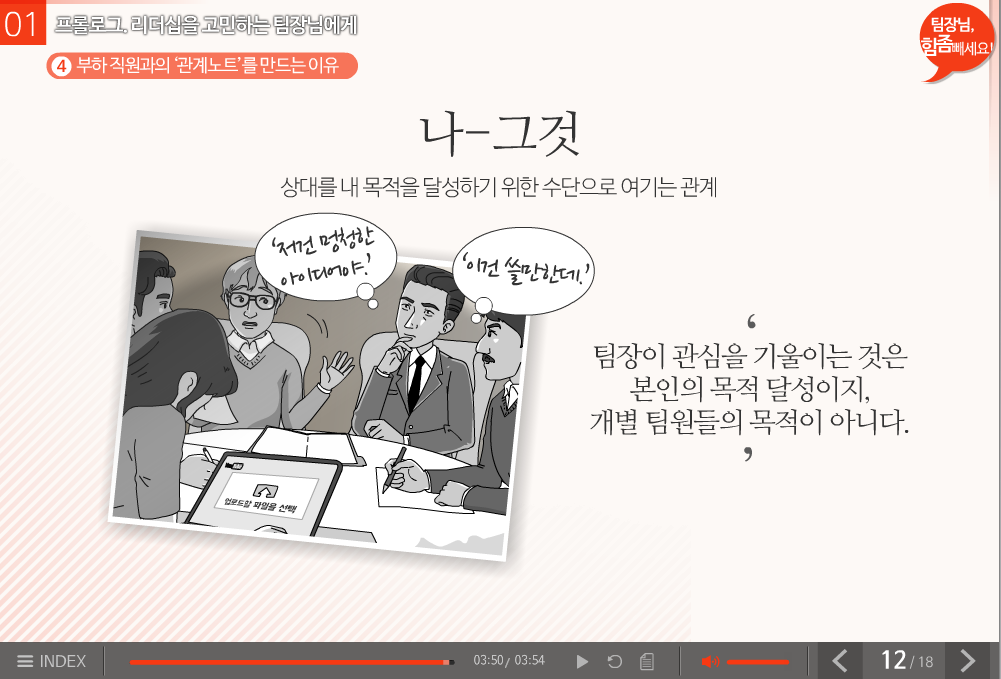 01
프롤로그. 리더십을 고민하는 팀장님에게
팀장님,
힘좀빼세요!
4 부하 직원과의 ‘관계노트’를 만드는 이유
나-그것
상대를 내 목적을 달성하기 위한 수단으로 여기는 관계
‘저건 멍청한
아이디어야.’
‘이건 쓸만한데.’
‘
팀장이 관심을 기울이는 것은
본인의 목적 달성이지,
개별 팀원들의 목적이 아니다.
’
업로드할 파일을 선택
INDEX
03:50 / 03:54
12 / 18